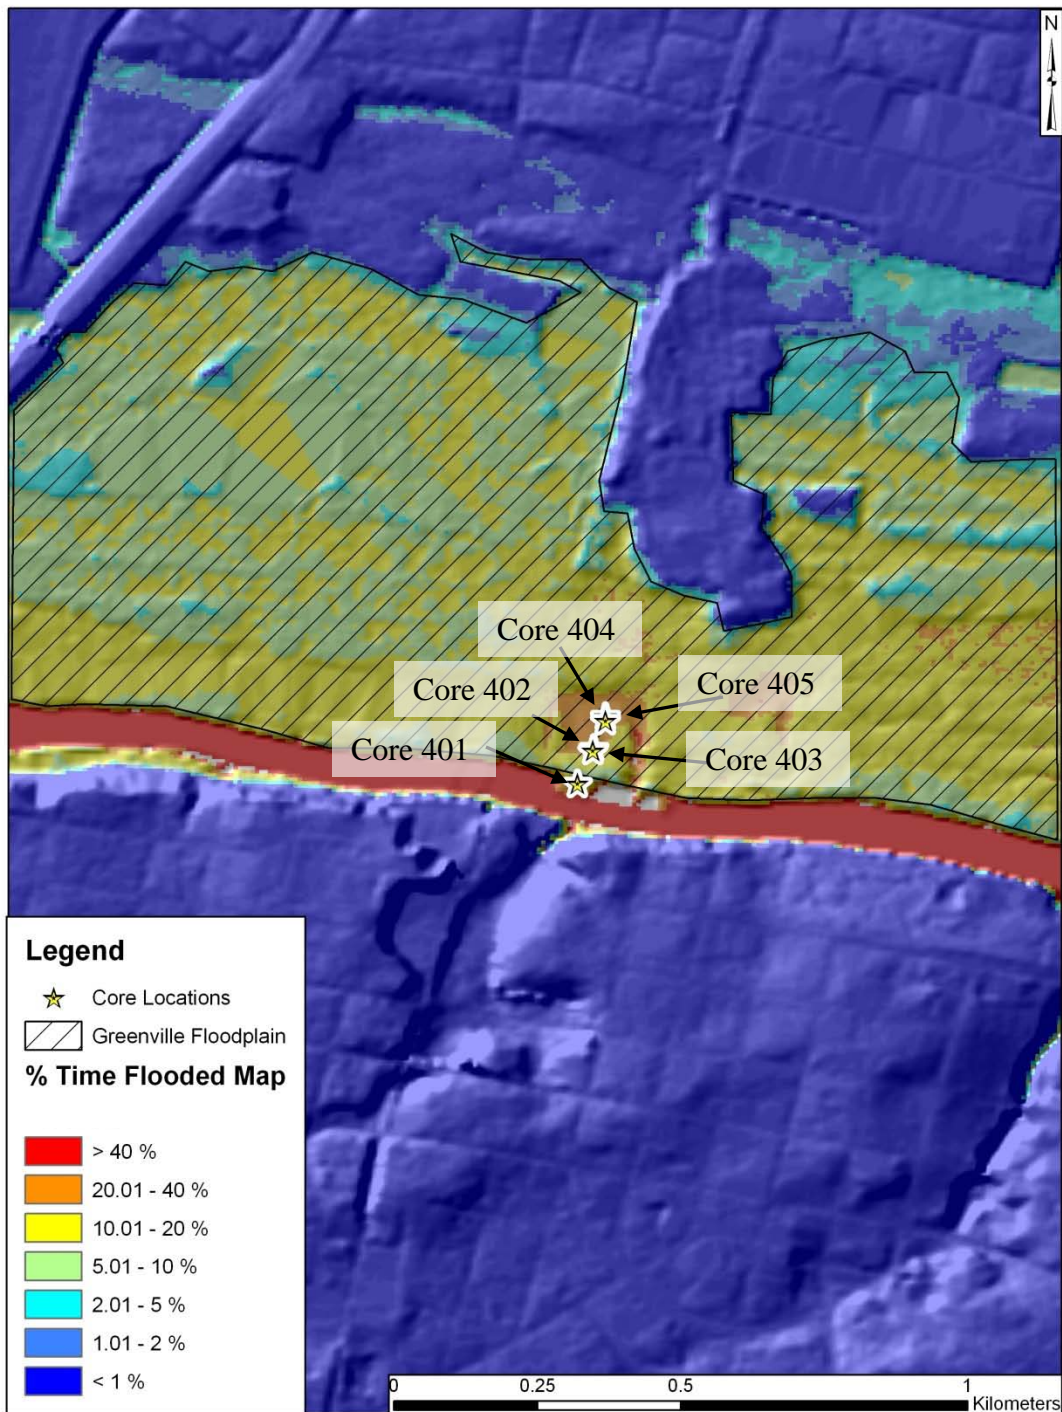 N
Core 404
Core 402
Core 405
Core 401
Core 403
Legend
Core Locations
Greenville Floodplain
% Time Flooded Map
> 40 %
20.01 - 40 %
10.01 - 20 %
5.01 - 10 %
2.01 - 5 %
1.01 - 2 %
< 1 %
0 0.25 0.5 1
Kilometers